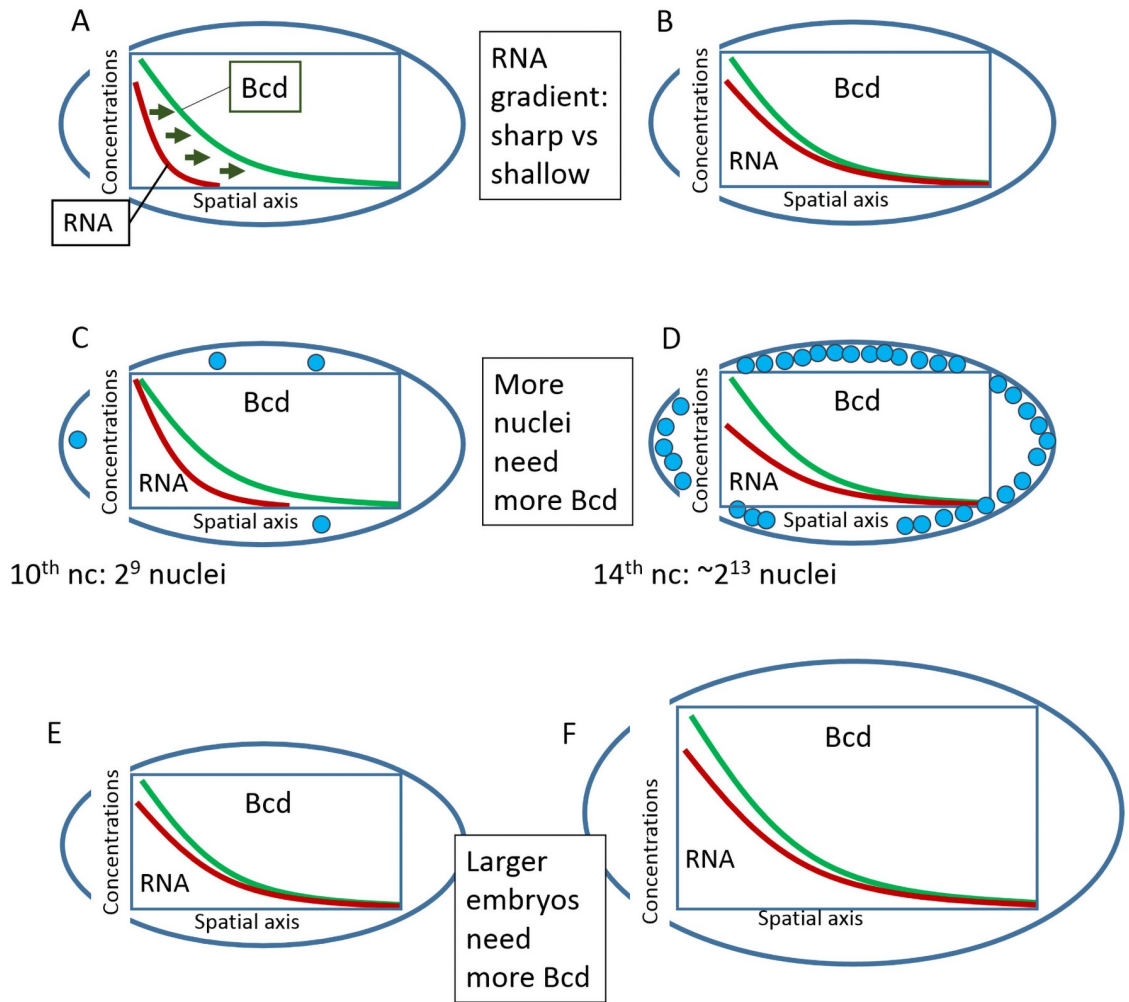 A
Concentrations
Bcd
RNA
Spatial axis
RNA
gradient:
sharp vs
shallow
B
Concentrations
Bcd
RNA
Spatial axis
C
Concentrations
Bcd
RNA
Spatial axis
10th nc: 2⁹ nuclei
More
nuclei
need
more Bcd
D
Concentrations
Bcd
RNA
Spatial axis
14th nc: ~2¹³ nuclei
E
Concentrations
Bcd
RNA
Spatial axis
Larger
embryos
need
more Bcd
F
Concentrations
Bcd
RNA
Spatial axis